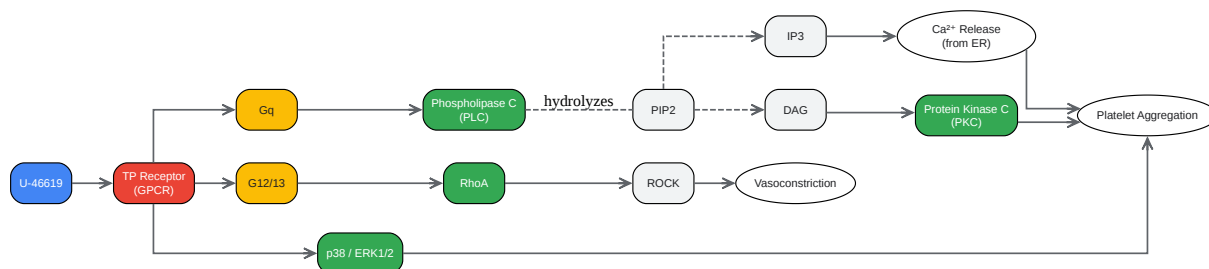 IP3
Ca²⁺ Release
(from ER)
Gq
Phospholipase C
(PLC)
hydrolyzes
PIP2
DAG
Protein Kinase C
(PKC)
Platelet Aggregation
U-46619
TP Receptor
(GPCR)
G12/13
RhoA
ROCK
Vasoconstriction
p38 / ERK1/2